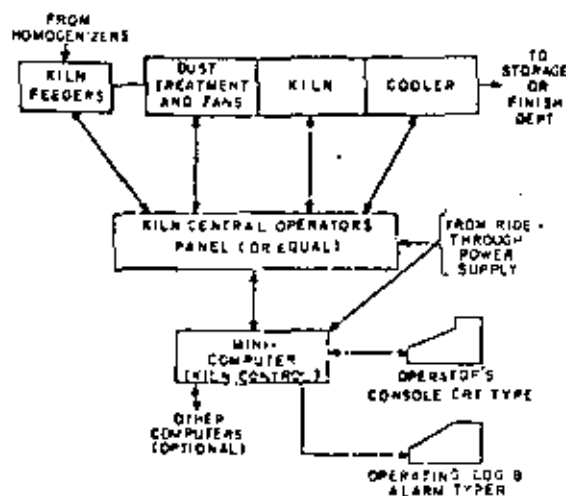 FROM
HOMOGENIZERS
KILN
FEEDERS
DUST
TREATMENT
AND FANS
KILN
COOLER
TO
STORAGE
OR
FINISH
DEPT
KILN CENTRAL OPERATORS
PANEL (OR EQUAL)
FROM RIDE-
THROUGH
POWER
SUPPLY
MINI-
COMPUTER
(KILN CONTROL)
OPERATOR'S
CONSOLE CRT TYPE
OTHER
COMPUTERS
(OPTIONAL)
OPERATING LOG &
ALARM TYPER